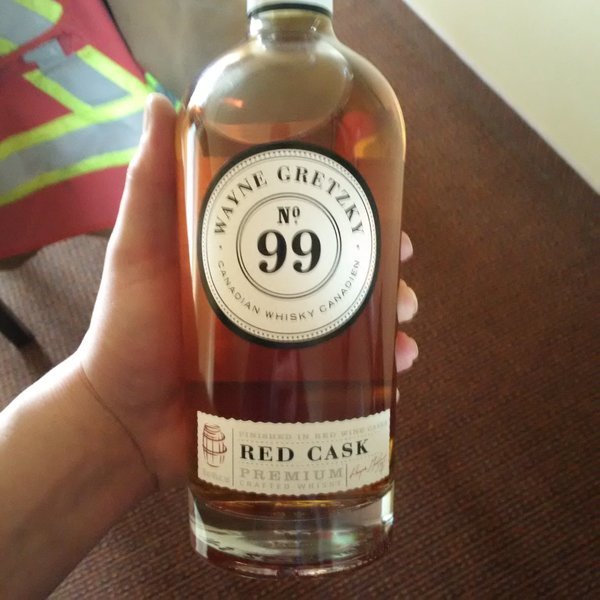 WAYNE GRETZKY
Nº
99
CANADIAN WHISKY CANADIEN
FINISHED IN RED WINE CASKS
RED CASK
PREMIUM
CRAFTED WHISKY